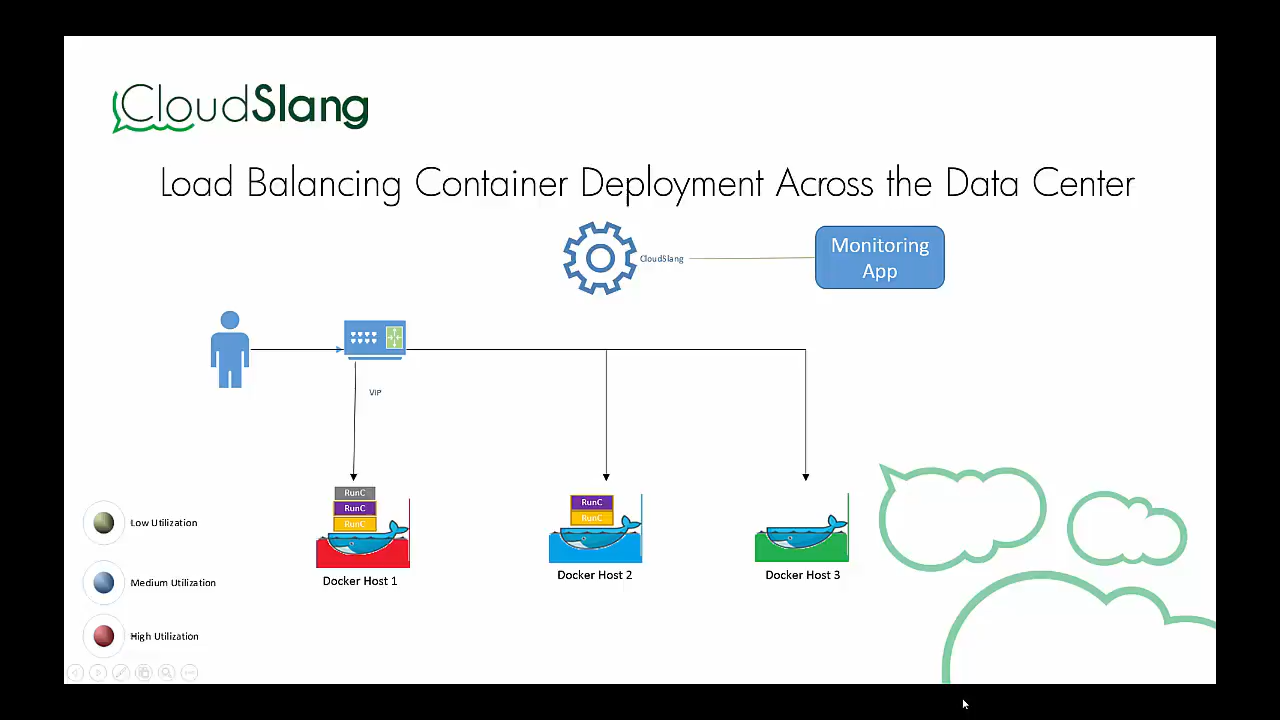 CloudSlang
Load Balancing Container Deployment Across the Data Center
CloudSlang
Monitoring
App
VIP
RunC
RunC
RunC
RunC
RunC
Docker Host 1
Docker Host 2
Docker Host 3
Low Utilization
Medium Utilization
High Utilization